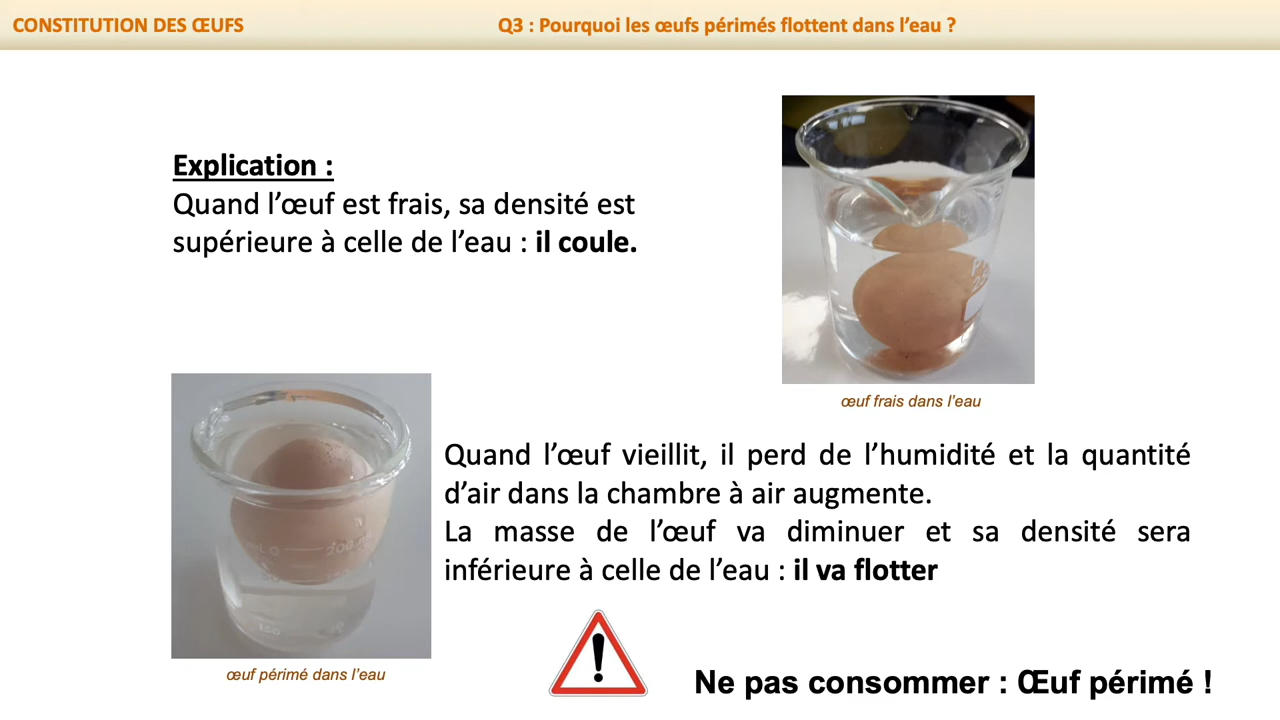 CONSTITUTION DES ŒUFS
Q3 : Pourquoi les œufs périmés flottent dans l’eau ?
Explication :
Quand l’œuf est frais, sa densité est
supérieure à celle de l’eau : il coule.
œuf frais dans l’eau
Quand l’œuf vieillit, il perd de l’humidité et la quantité
d’air dans la chambre à air augmente.
La masse de l’œuf va diminuer et sa densité sera
inférieure à celle de l’eau : il va flotter
œuf périmé dans l’eau
Ne pas consommer : Œuf périmé !